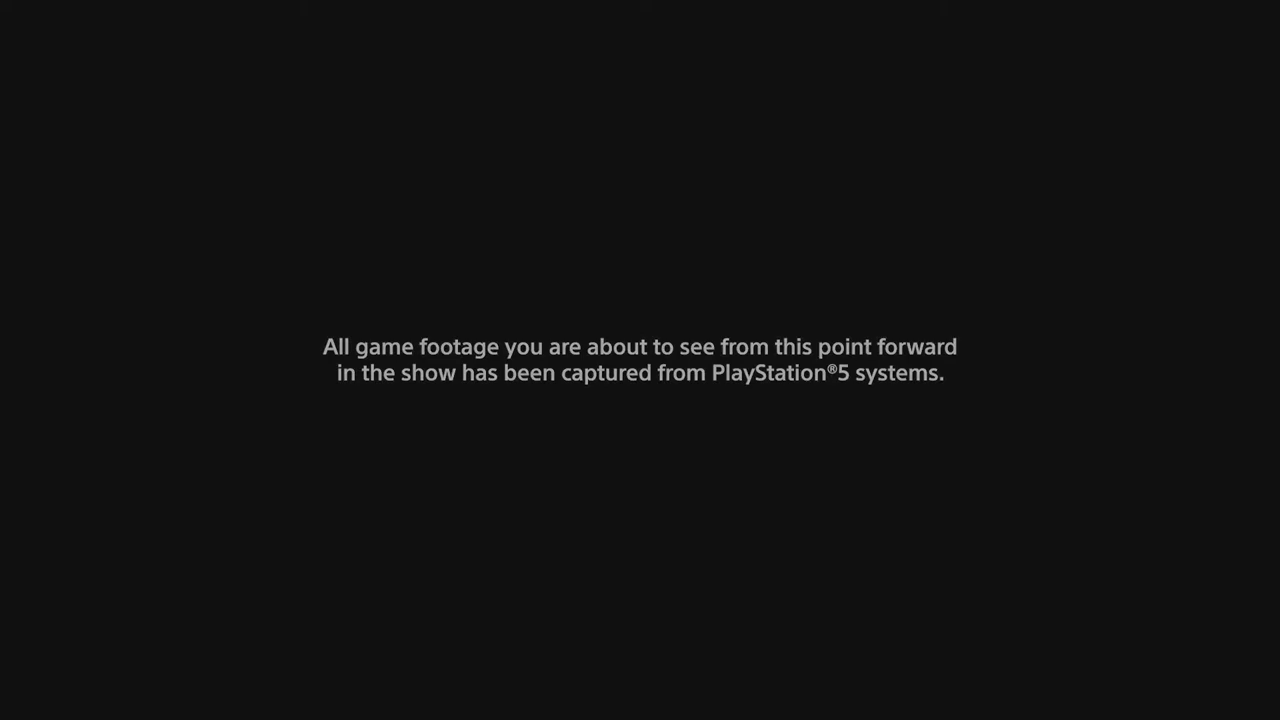 All game footage you are about to see from this point forward
in the show has been captured from PlayStation®5 systems.